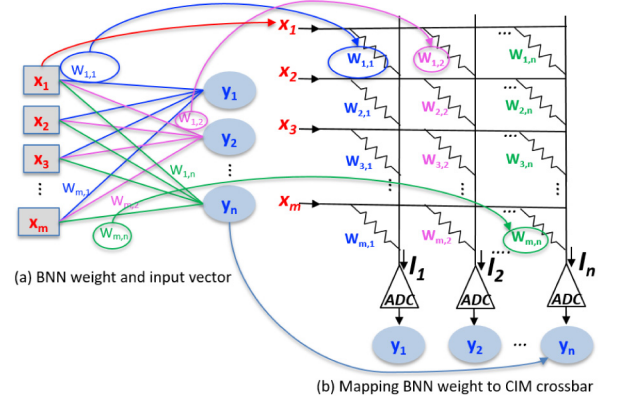 x1
x2
x3
⋮
xm
W1,1
W1,2
W1,n
Wm,1
Wm,2
Wm,n
y1
y2
⋮
yn
(a) BNN weight and input vector
x1
W1,1
W1,2
...
W1,n
x2
W2,1
W2,2
W2,n
x3
W3,1
W3,2
W3,n
⋮
⋮
⋮
xm
...
Wm,1
Wm,2
Wm,n
....
I1
I2
In
ADC
ADC
ADC
y1
y2
...
yn
(b) Mapping BNN weight to CIM crossbar